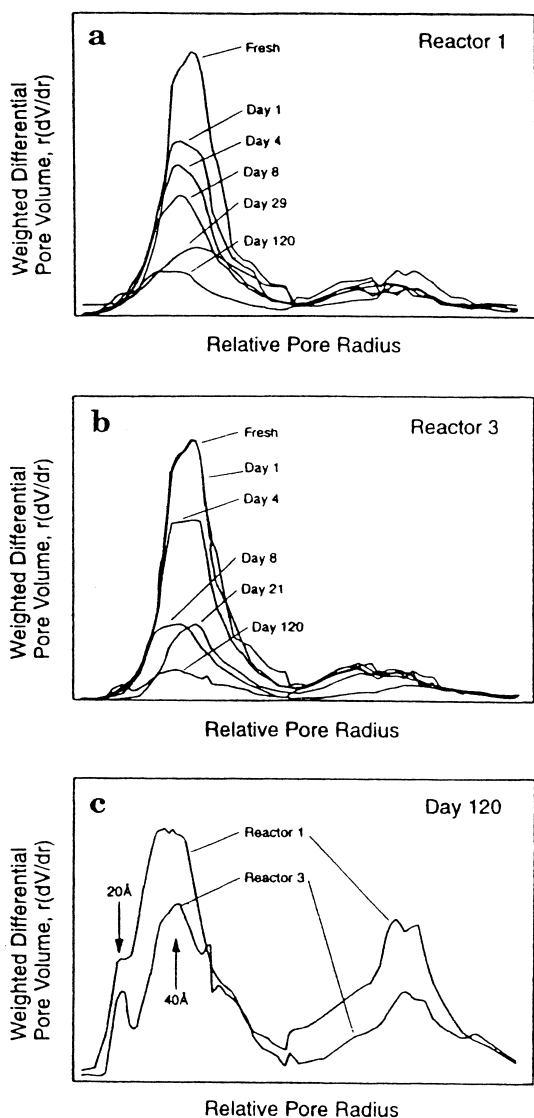 a
Reactor 1
Weighted Differential
Pore Volume, r(dV/dr)
Fresh
Day 1
Day 4
Day 8
Day 29
Day 120
Relative Pore Radius
b
Reactor 3
Weighted Differential
Pore Volume, r(dV/dr)
Fresh
Day 1
Day 4
Day 8
Day 21
Day 120
Relative Pore Radius
c
Day 120
Weighted Differential
Pore Volume, r(dV/dr)
Reactor 1
Reactor 3
20Å
40Å
Relative Pore Radius